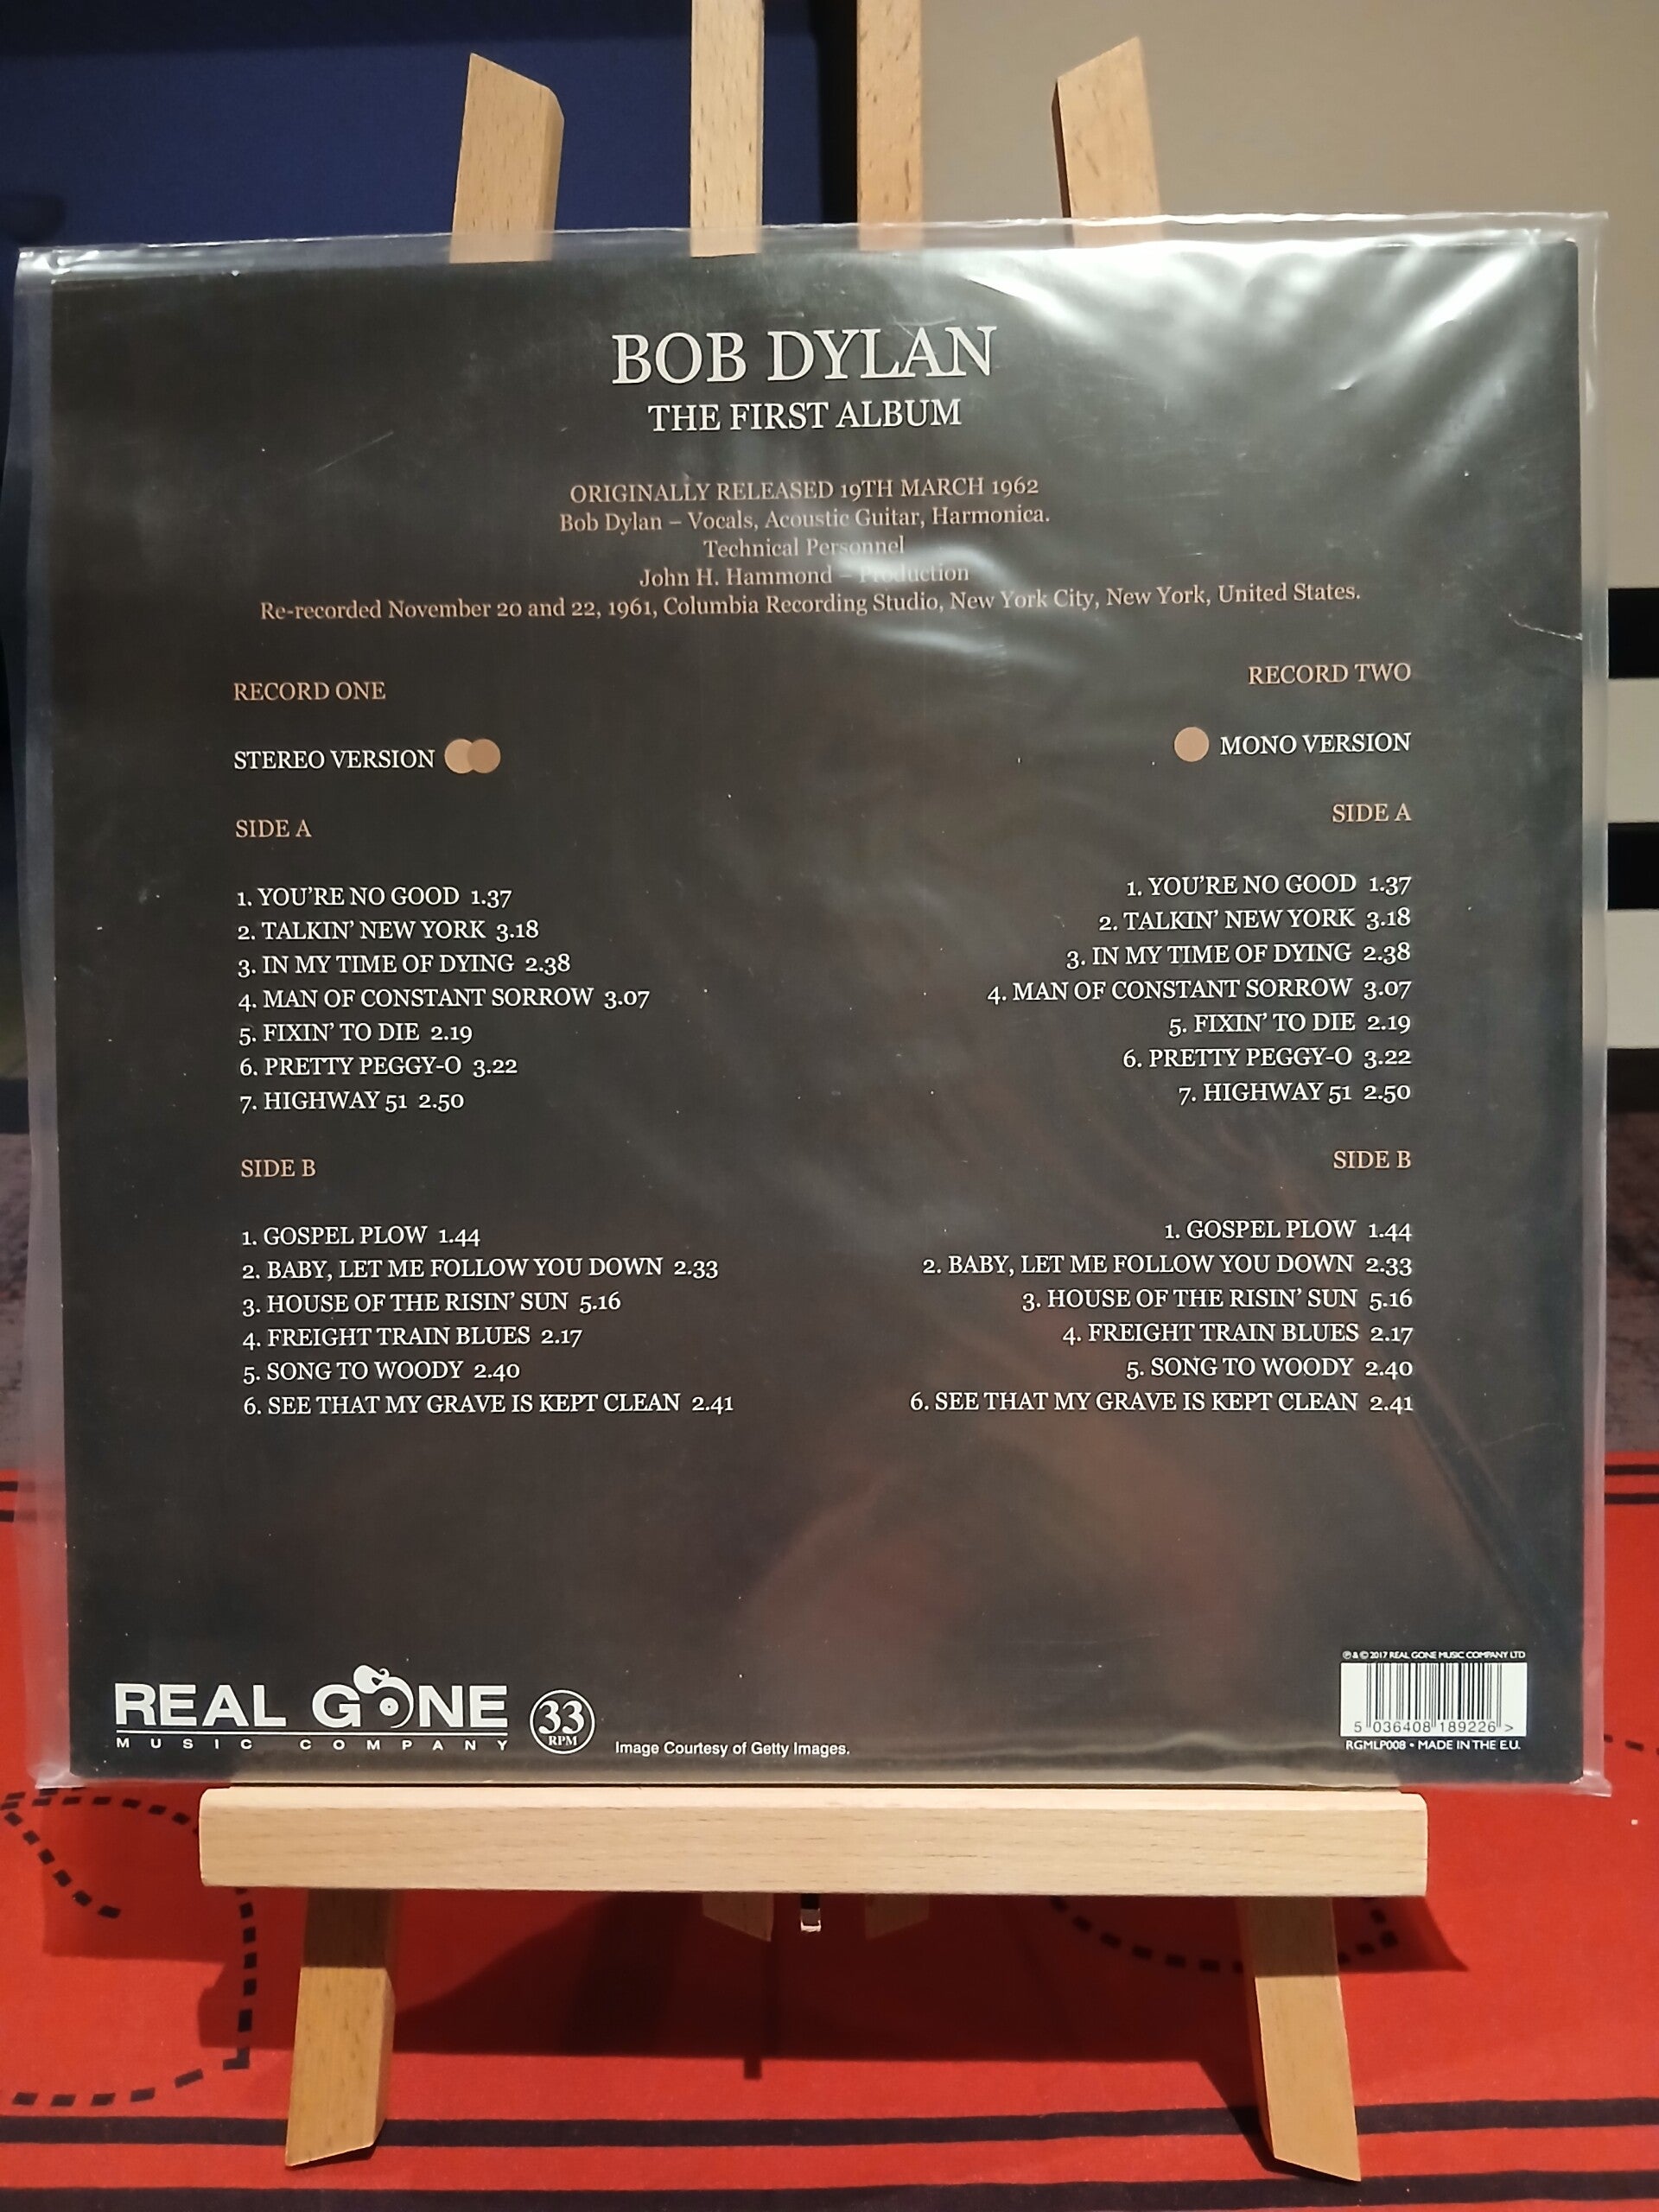 BOB DYLAN
THE FIRST ALBUM
ORIGINALLY RELEASED 19TH MARCH 1962
Bob Dylan – Vocals, Acoustic Guitar, Harmonica.
Technical Personnel
John H. Hammond – Production
Re-recorded November 20 and 22, 1961, Columbia Recording Studio, New York City, New York, United States.
RECORD ONE
STEREO VERSION
SIDE A
1. YOU'RE NO GOOD 1.37
2. TALKIN' NEW YORK 3.18
3. IN MY TIME OF DYING 2.38
4. MAN OF CONSTANT SORROW 3.07
5. FIXIN' TO DIE 2.19
6. PRETTY PEGGY-O 3.22
7. HIGHWAY 51 2.50
SIDE B
1. GOSPEL PLOW 1.44
2. BABY, LET ME FOLLOW YOU DOWN 2.33
3. HOUSE OF THE RISIN' SUN 5.16
4. FREIGHT TRAIN BLUES 2.17
5. SONG TO WOODY 2.40
6. SEE THAT MY GRAVE IS KEPT CLEAN 2.41
RECORD TWO
MONO VERSION
SIDE A
1. YOU'RE NO GOOD 1.37
2. TALKIN' NEW YORK 3.18
3. IN MY TIME OF DYING 2.38
4. MAN OF CONSTANT SORROW 3.07
5. FIXIN' TO DIE 2.19
6. PRETTY PEGGY-O 3.22
7. HIGHWAY 51 2.50
SIDE B
1. GOSPEL PLOW 1.44
2. BABY, LET ME FOLLOW YOU DOWN 2.33
3. HOUSE OF THE RISIN' SUN 5.16
4. FREIGHT TRAIN BLUES 2.17
5. SONG TO WOODY 2.40
6. SEE THAT MY GRAVE IS KEPT CLEAN 2.41
REAL GONE
MUSIC COMPANY
33
RPM
Image Courtesy of Getty Images.
℗ & © 2017 REAL GONE MUSIC COMPANY LTD
5 036408 189226 >
RGMLP008 • MADE IN THE E.U.